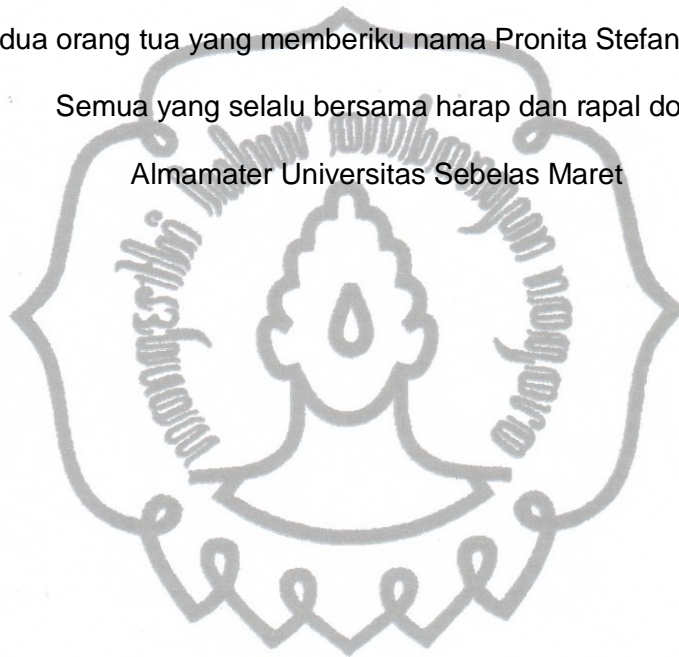 dua orang tua yang memberiku nama Pronita Stefan
Semua yang selalu bersama harap dan rapal do
Almamater Universitas Sebelas Maret